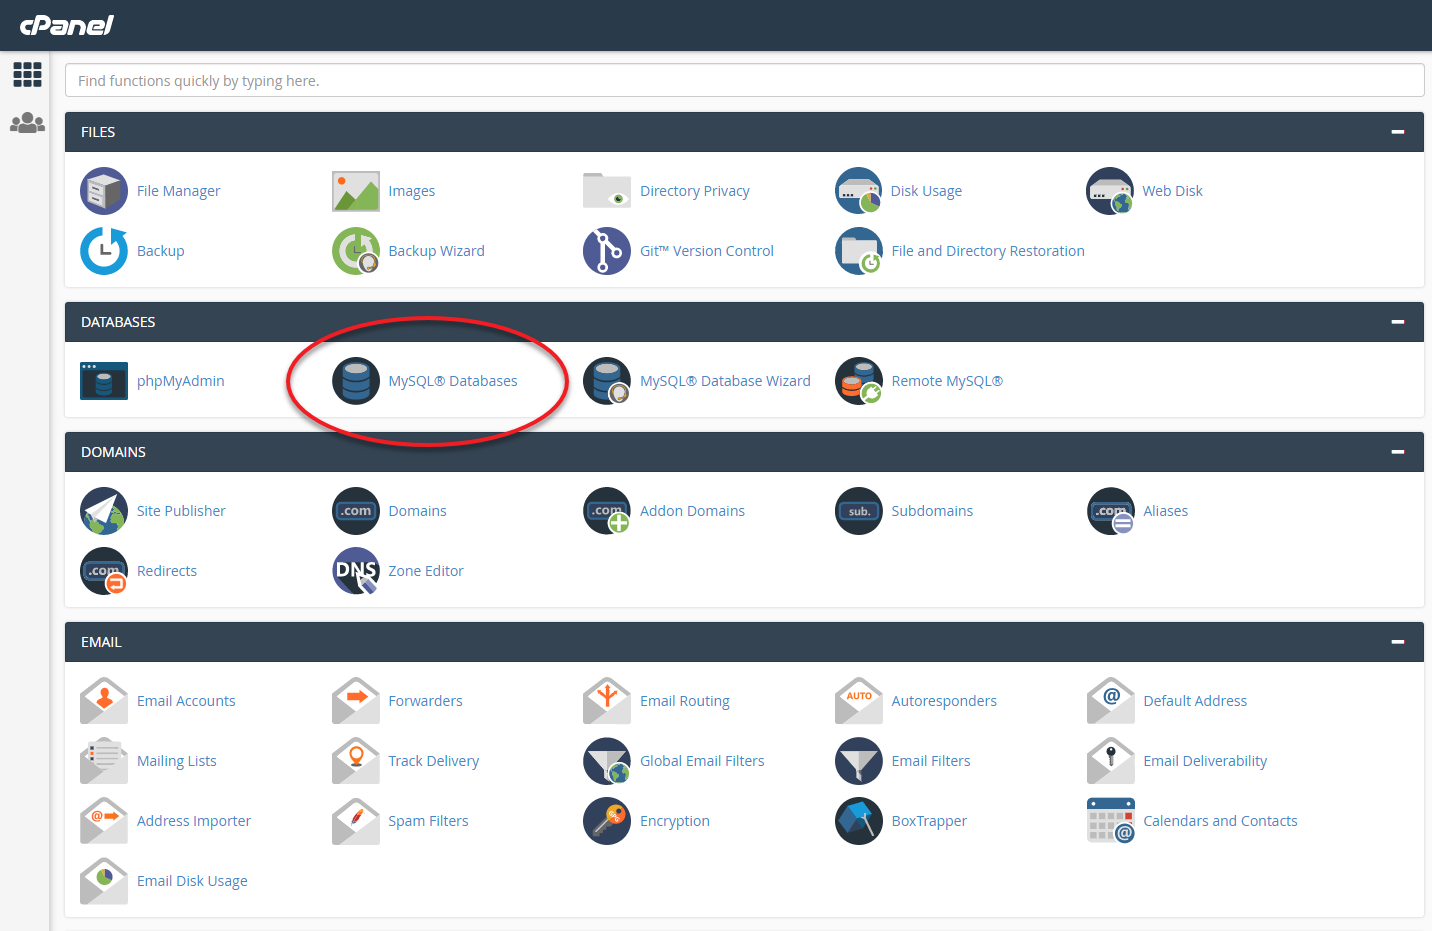 cPanel
Find functions quickly by typing here.
FILES
File Manager
Images
Directory Privacy
Disk Usage
Web Disk
Backup
Backup Wizard
Git™ Version Control
File and Directory Restoration
DATABASES
phpMyAdmin
MySQL® Databases
MySQL® Database Wizard
Remote MySQL®
DOMAINS
Site Publisher
.com
Domains
.com
Addon Domains
sub.
Subdomains
.com
Aliases
.com
Redirects
DNS
Zone Editor
EMAIL
Email Accounts
Forwarders
Email Routing
AUTO
Autoresponders
@
Default Address
Mailing Lists
Track Delivery
Global Email Filters
Email Filters
Email Deliverability
@
Address Importer
Spam Filters
Encryption
BoxTrapper
@
Calendars and Contacts
Email Disk Usage